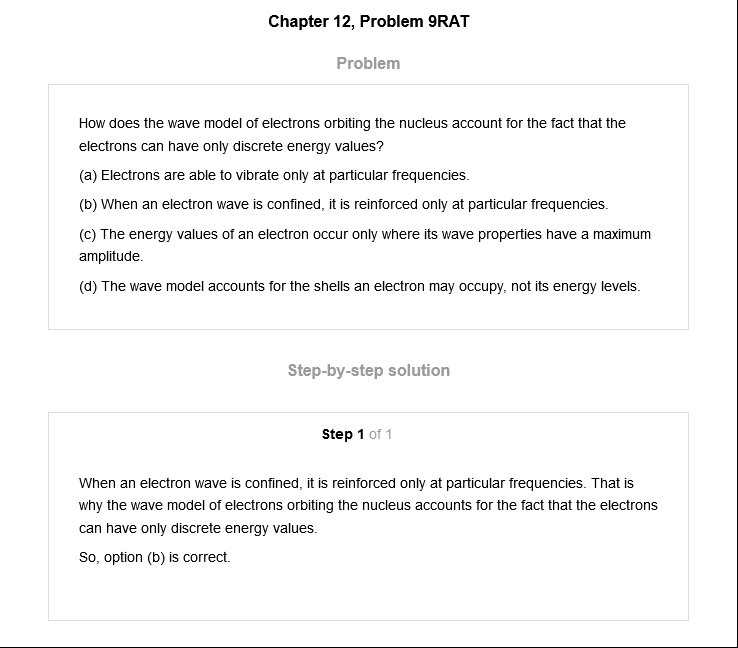 Chapter 12, Problem 9RAT
Problem
How does the wave model of electrons orbiting the nucleus account for the fact that the
electrons can have only discrete energy values?
(a) Electrons are able to vibrate only at particular frequencies.
(b) When an electron wave is confined, it is reinforced only at particular frequencies.
(c) The energy values of an electron occur only where its wave properties have a maximum
amplitude.
(d) The wave model accounts for the shells an electron may occupy, not its energy levels.
Step-by-step solution
Step 1 of 1
When an electron wave is confined, it is reinforced only at particular frequencies. That is
why the wave model of electrons orbiting the nucleus accounts for the fact that the electrons
can have only discrete energy values.
So, option (b) is correct.